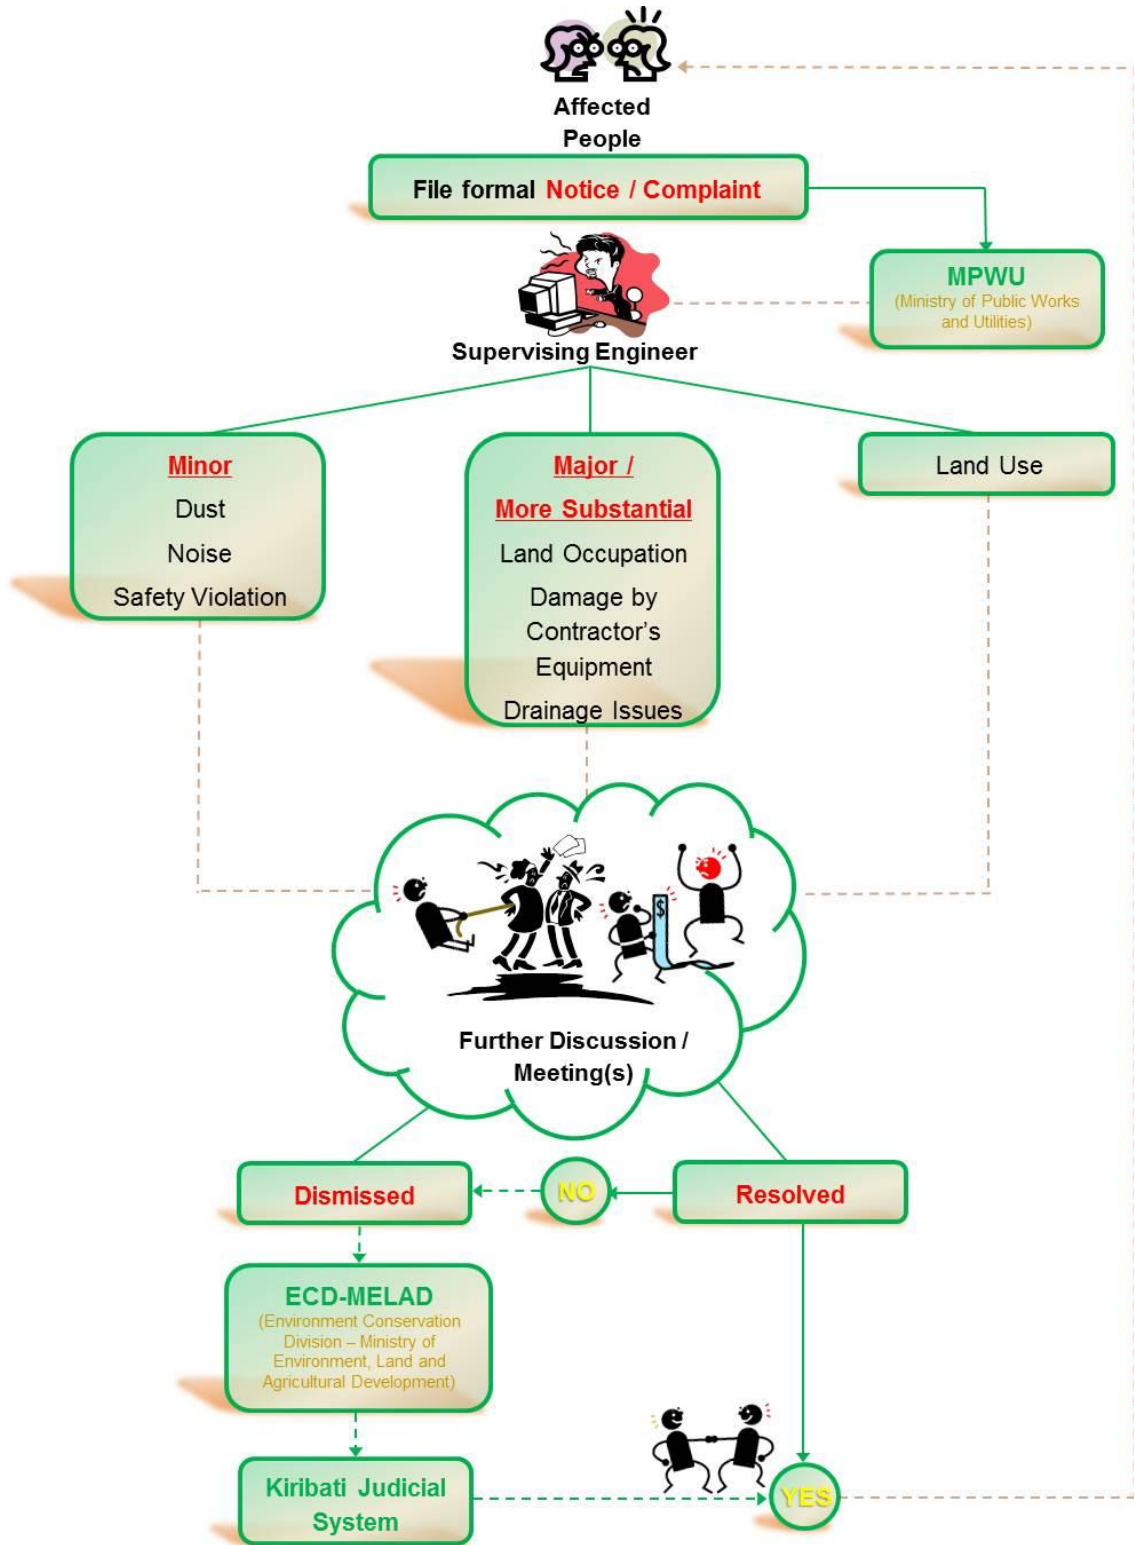 Affected
People
File formal Notice / Complaint
MPWU
(Ministry of Public Works
and Utilities)
Supervising Engineer
Minor
Dust
Noise
Safety Violation
Major /
More Substantial
Land Occupation
Damage by
Contractor’s
Equipment
Drainage Issues
Land Use
$
Further Discussion /
Meeting(s)
Dismissed
NO
Resolved
ECD-MELAD
(Environment Conservation
Division – Ministry of
Environment, Land and
Agricultural Development)
Kiribati Judicial
System
YES